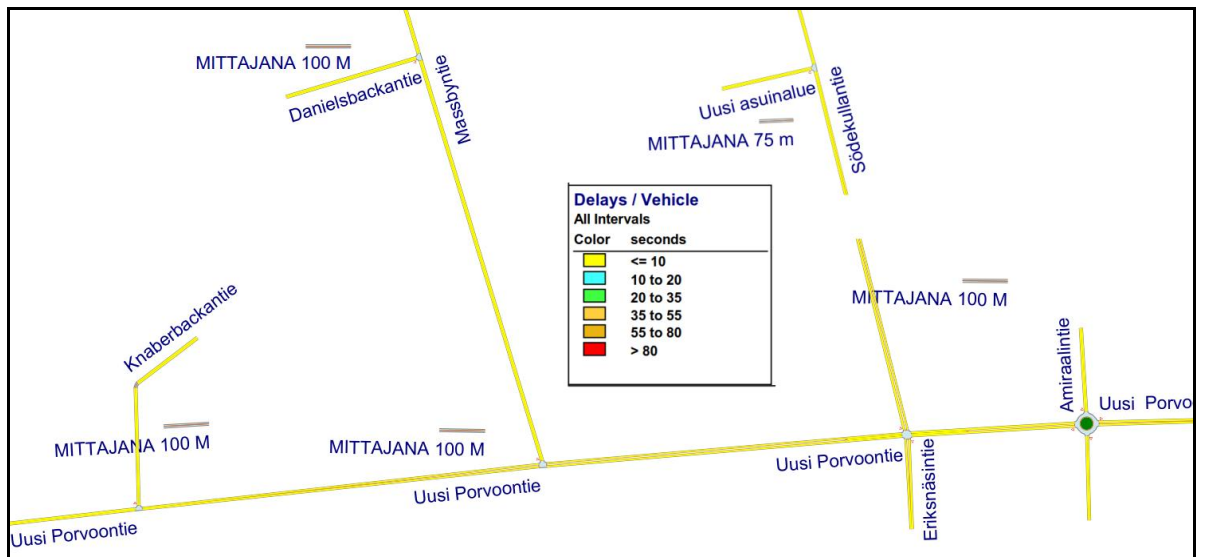 MITTAJANA 100 M
Danielsbackantie
Massbyntie
Uusi asuinalue
Södekullantie
MITTAJANA 75 m
Delays / Vehicle
All Intervals
Color seconds
<= 10
10 to 20
20 to 35
35 to 55
55 to 80
> 80
MITTAJANA 100 M
Knaberbackantie
Amiraalintie
Uusi Porvo
MITTAJANA 100 M
MITTAJANA 100 M
Uusi Porvoontie
Eriksnäsintie
Uusi Porvoontie
Uusi Porvoontie